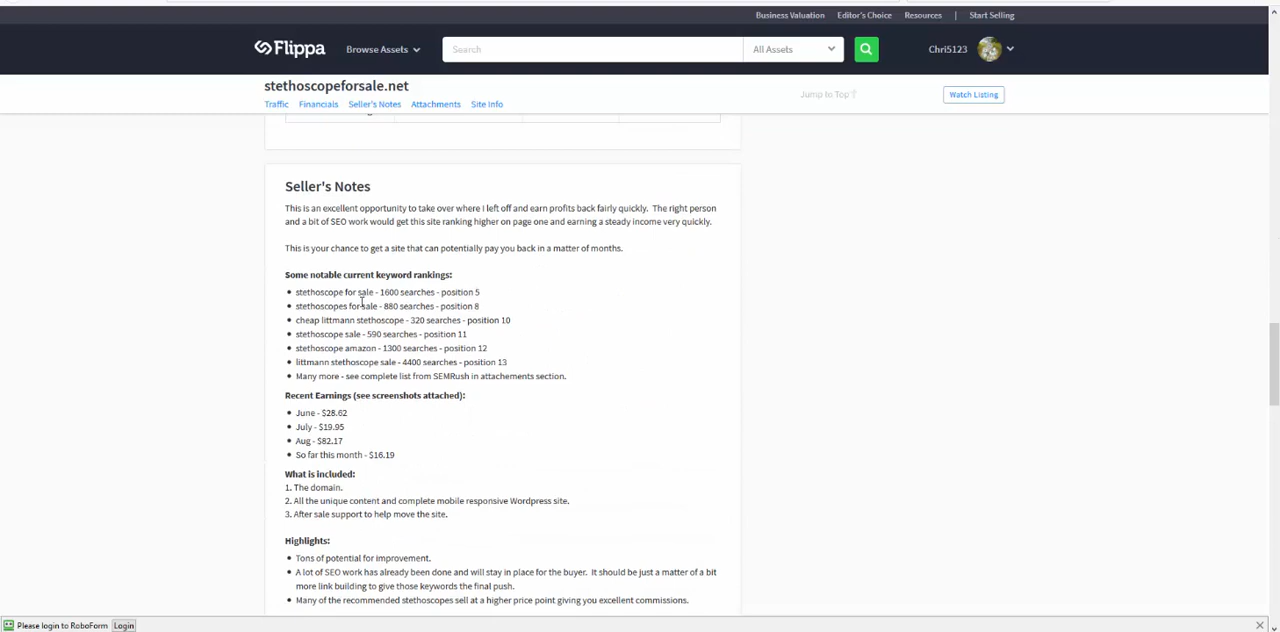 Business Valuation Editor's Choice Resources | Start Selling
Flippa Browse Assets Search All Assets Chri5123
stethoscopeforsale.net
Traffic Financials Seller's Notes Attachments Site Info Jump to Top Watch Listing
Seller's Notes
This is an excellent opportunity to take over where I left off and earn profits back fairly quickly. The right person
and a bit of SEO work would get this site ranking higher on page one and earning a steady income very quickly.
This is your chance to get a site that can potentially pay you back in a matter of months.
Some notable current keyword rankings:
• stethoscope for sale - 1600 searches - position 5
• stethoscopes for sale - 880 searches - position 8
• cheap littmann stethoscope - 320 searches - position 10
• stethoscope sale - 590 searches - position 11
• stethoscope amazon - 1300 searches - position 12
• littmann stethoscope sale - 4400 searches - position 13
• Many more - see complete list from SEMRush in attachements section.
Recent Earnings (see screenshots attached):
• June - $28.62
• July - $19.95
• Aug - $82.17
• So far this month - $16.19
What is included:
1. The domain.
2. All the unique content and complete mobile responsive Wordpress site.
3. After sale support to help move the site.
Highlights:
• Tons of potential for improvement.
• A lot of SEO work has already been done and will stay in place for the buyer. It should be just a matter of a bit
more link building to give those keywords the final push.
• Many of the recommended stethoscopes sell at a higher price point giving you excellent commissions.
Please login to RoboForm Login